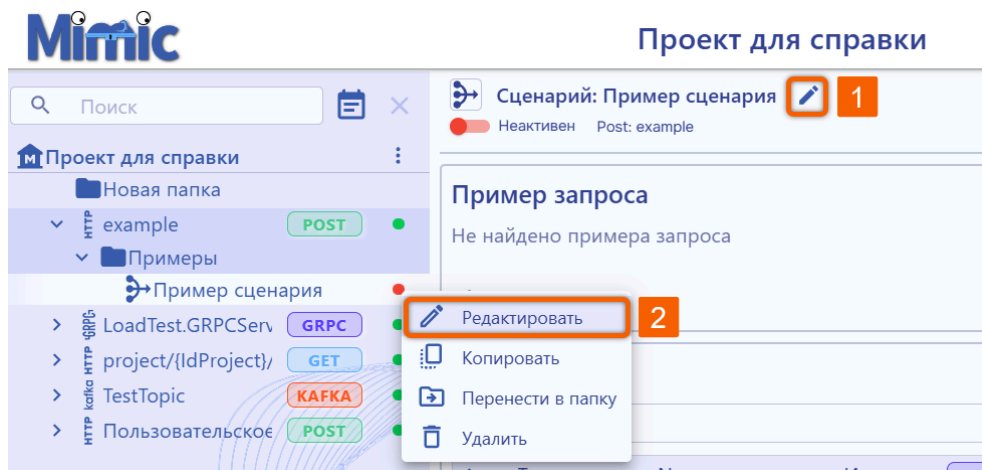 Mimic
Проект для справки
Поиск
Сценарий: Пример сценария 1
Неактивен Post: example
Проект для справки
Новая папка
HTTP example POST
Примеры
Пример сценария
GRPC LoadTest.GRPCServ GRPC
HTTP project/{IdProject}/ GET
kafka TestTopic KAFKA
HTTP Пользовательское POST
Пример запроса
Не найдено примера запроса
Редактировать 2
Копировать
Перенести в папку
Удалить